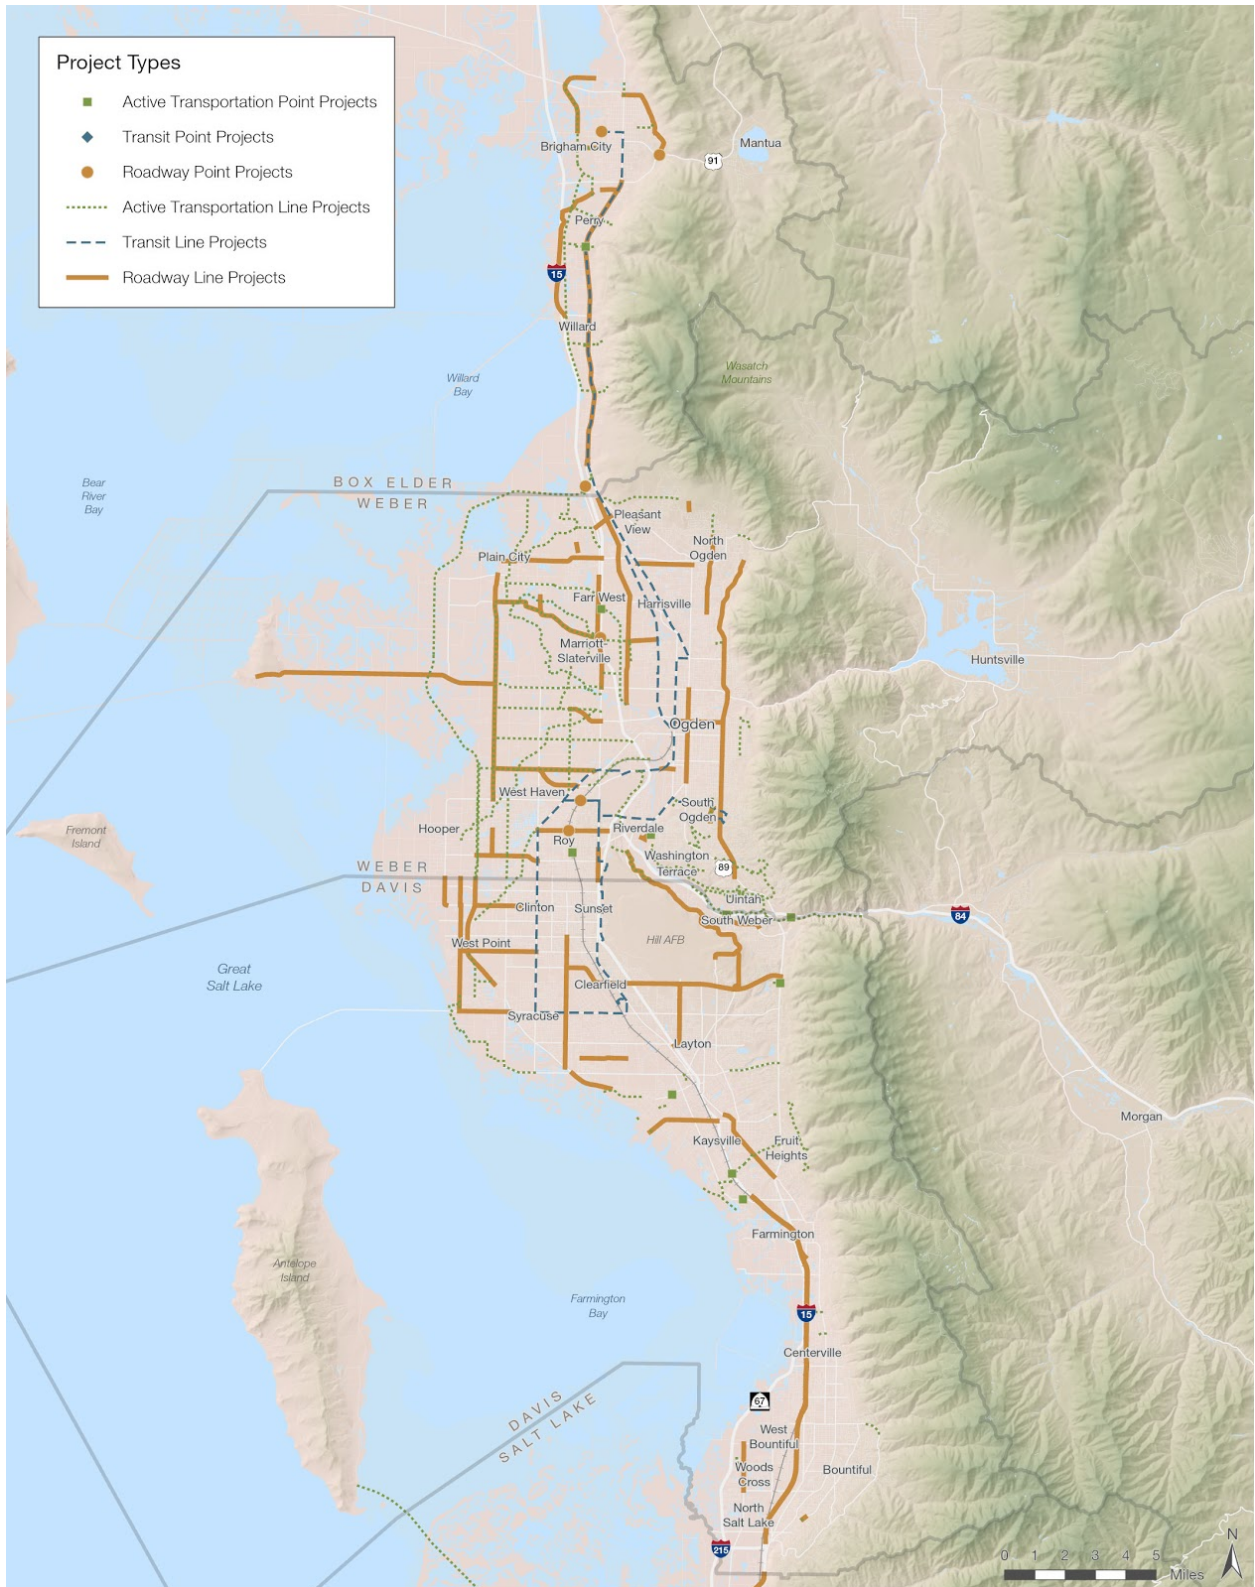 Project Types
Active Transportation Point Projects
Transit Point Projects
Roadway Point Projects
Active Transportation Line Projects
Transit Line Projects
Roadway Line Projects
Brigham City
Mantua
91
Perry
15
Willard
Willard
Bay
Wasatch
Mountains
Bear
River
Bay
BOX ELDER
WEBER
Pleasant
View
North
Ogden
Plain City
Farr West
Harrisville
Marriott-
Slaterville
Huntsville
Ogden
West Haven
South
Ogden
Hooper
Fremont
Island
Riverdale
Roy
Washington
Terrace
89
WEBER
DAVIS
Uintah
Clinton
Sunset
South Weber
84
West Point
Hill AFB
Great
Salt Lake
Clearfield
Syracuse
Layton
Morgan
Kaysville
Fruit
Heights
Farmington
Antelope
Island
Farmington
Bay
15
Centerville
DAVIS
SALT LAKE
67
West
Bountiful
Woods
Cross
Bountiful
North
Salt Lake
215
N
0 1 2 3 4 5
Miles